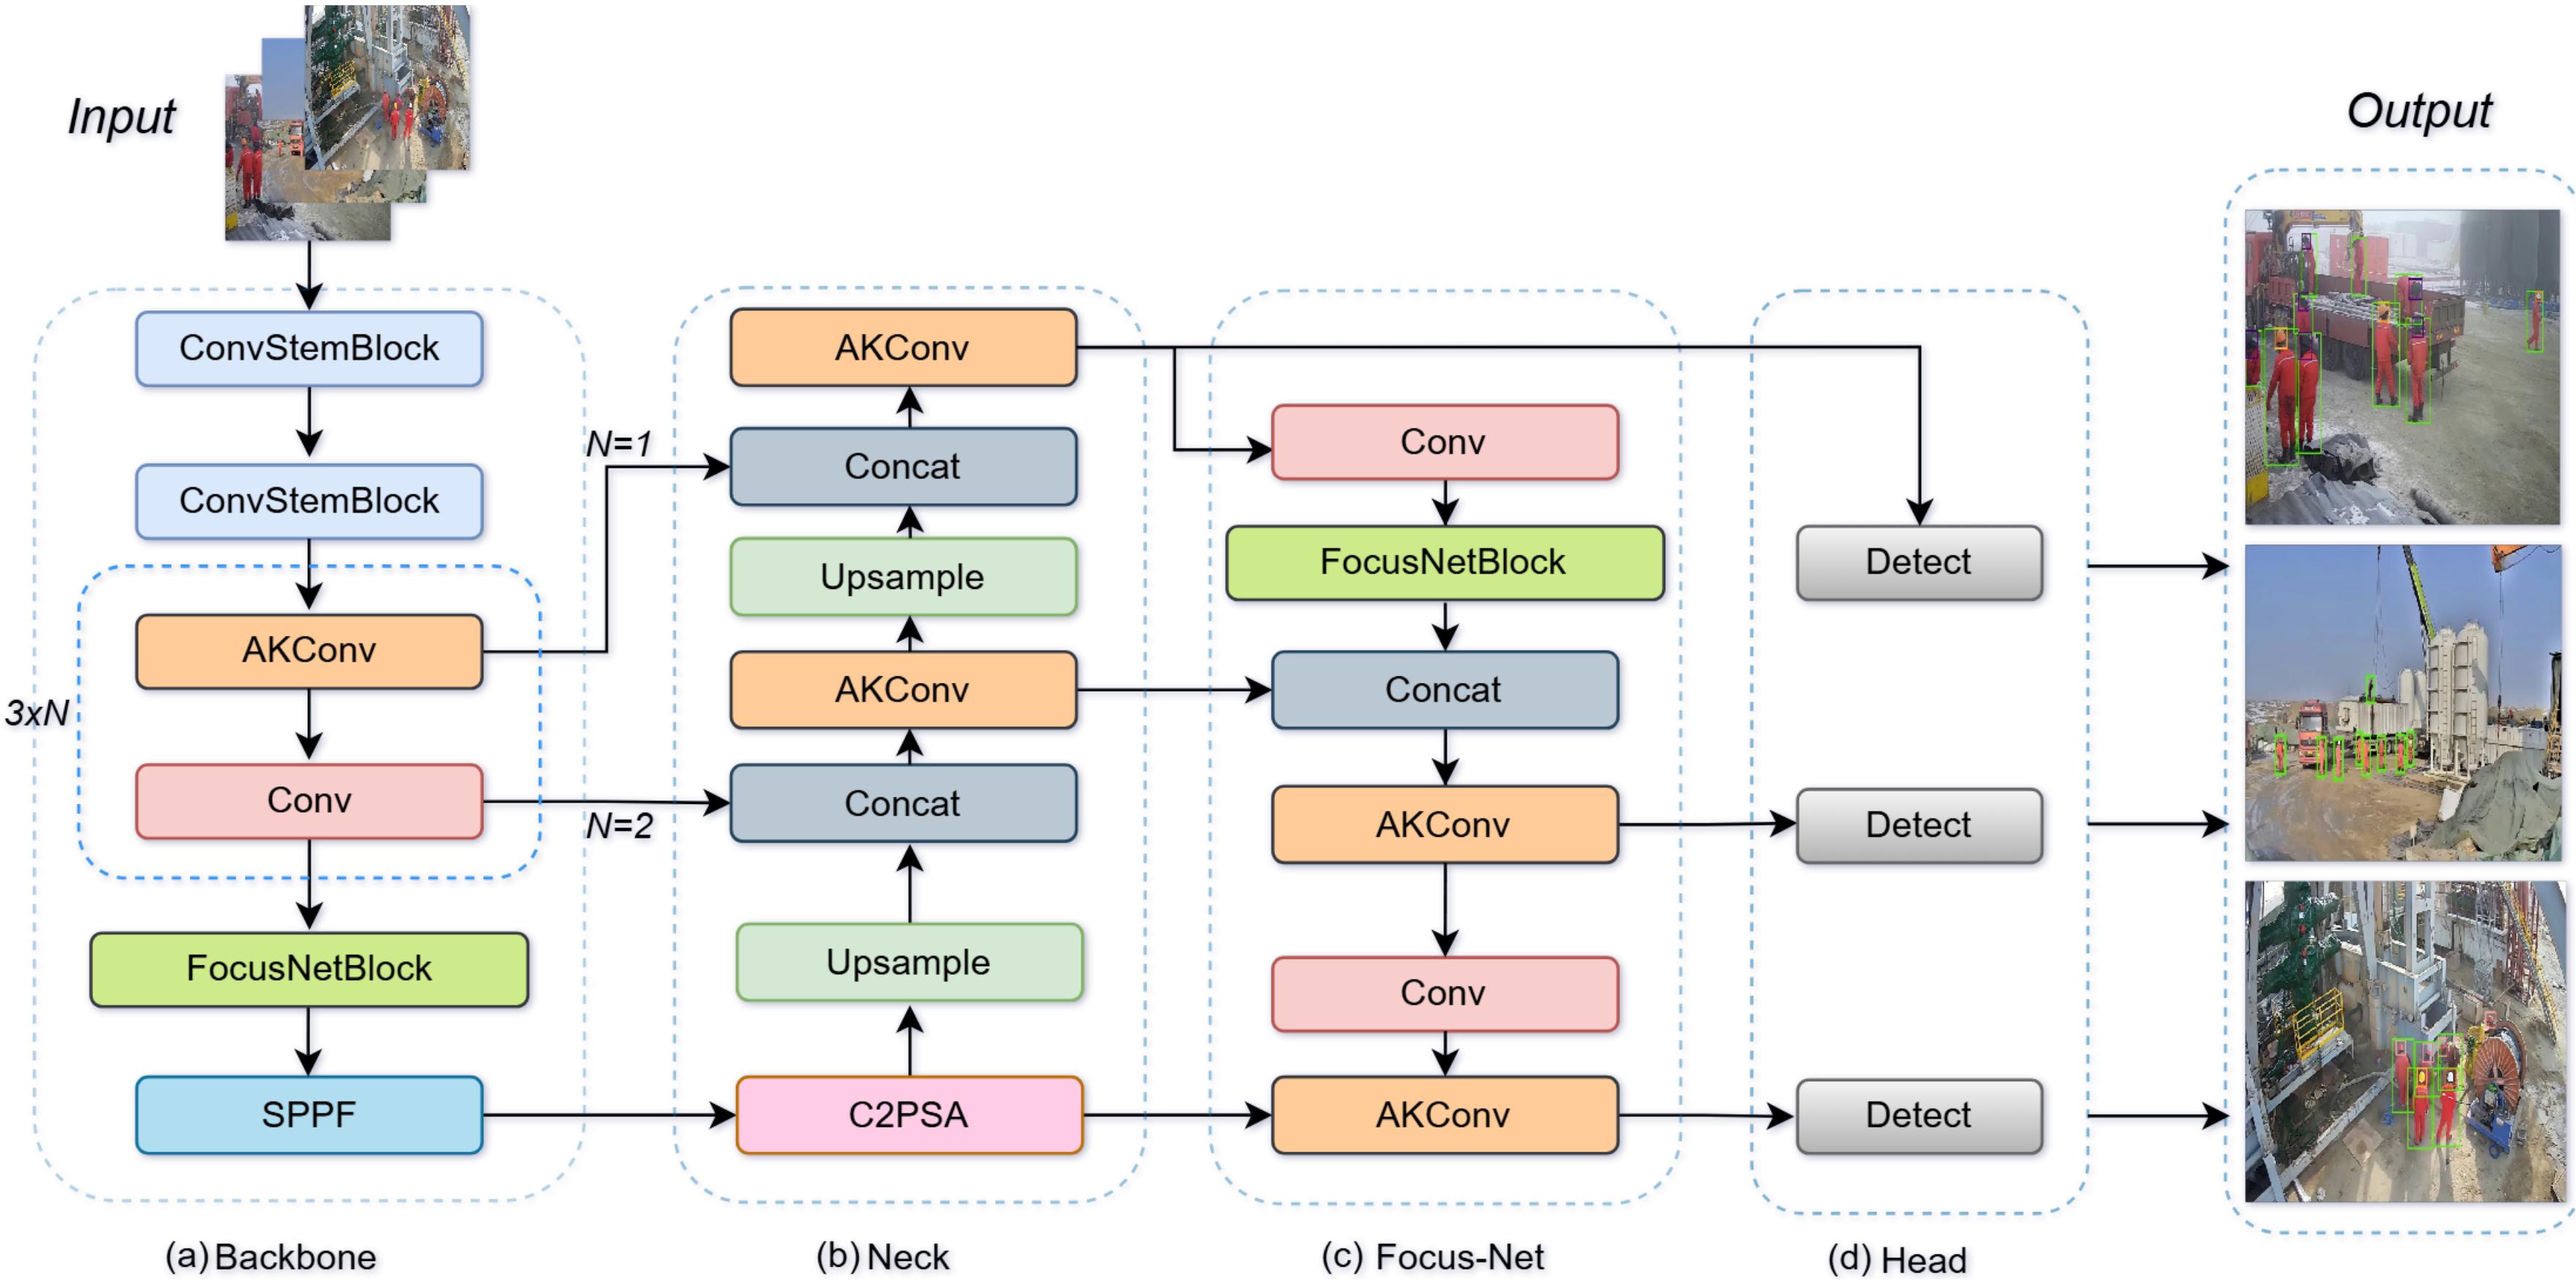 Input
Output
ConvStemBlock
ConvStemBlock
AKConv
Conv
3xN
FocusNetBlock
SPPF
N=1
N=2
AKConv
Concat
Upsample
AKConv
Concat
Upsample
C2PSA
Conv
FocusNetBlock
Concat
AKConv
Conv
AKConv
Detect
Detect
Detect
(a) Backbone
(b) Neck
(c) Focus-Net
(d) Head